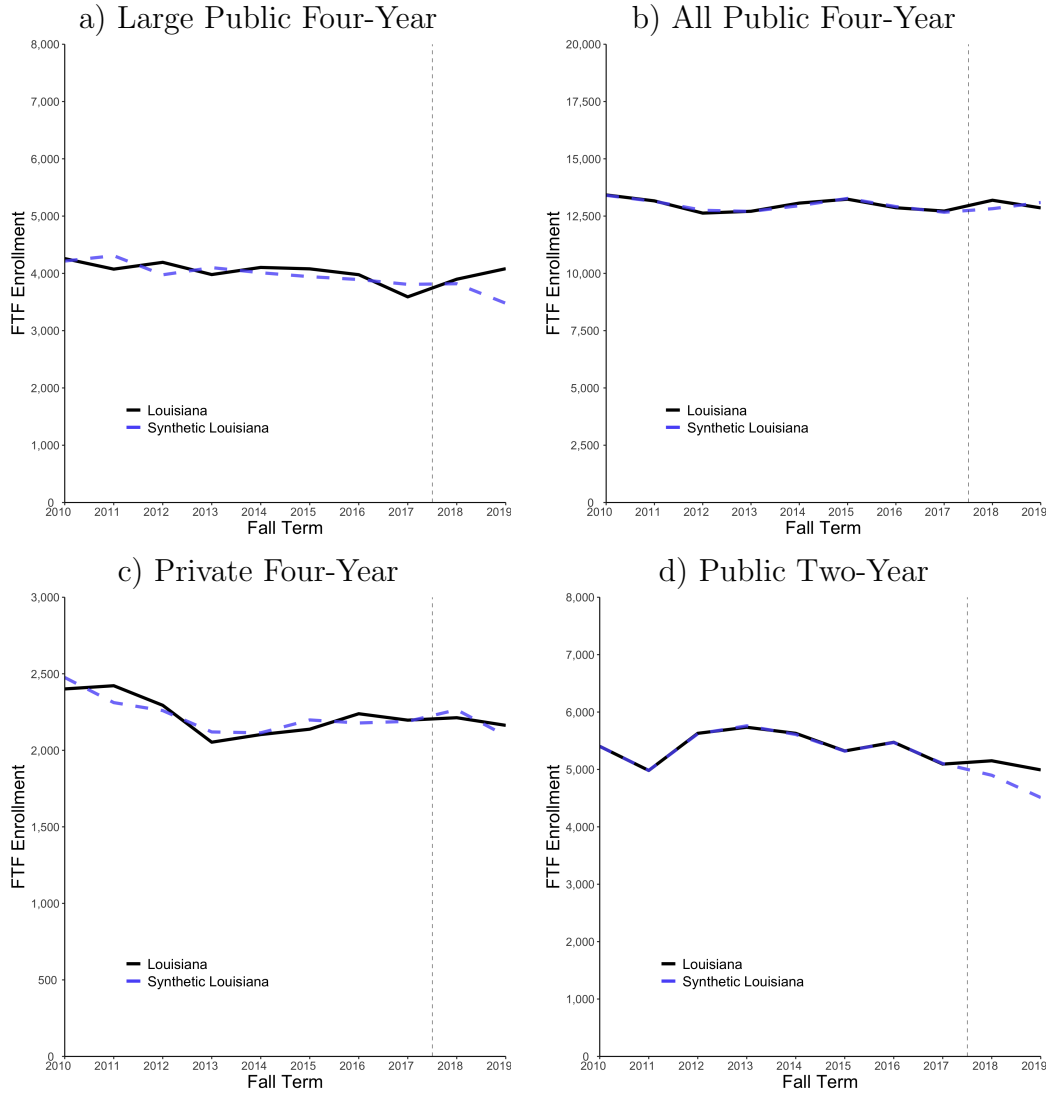 a) Large Public Four-Year
8,000
7,000
6,000
5,000
4,000
3,000
2,000
1,000
0
FTF Enrollment
Louisiana
Synthetic Louisiana
2010 2011 2012 2013 2014 2015 2016 2017 2018 2019
Fall Term
b) All Public Four-Year
20,000
17,500
15,000
12,500
10,000
7,500
5,000
2,500
0
FTF Enrollment
Louisiana
Synthetic Louisiana
2010 2011 2012 2013 2014 2015 2016 2017 2018 2019
Fall Term
c) Private Four-Year
3,000
2,500
2,000
1,500
1,000
500
0
FTF Enrollment
Louisiana
Synthetic Louisiana
2010 2011 2012 2013 2014 2015 2016 2017 2018 2019
Fall Term
d) Public Two-Year
8,000
7,000
6,000
5,000
4,000
3,000
2,000
1,000
0
FTF Enrollment
Louisiana
Synthetic Louisiana
2010 2011 2012 2013 2014 2015 2016 2017 2018 2019
Fall Term